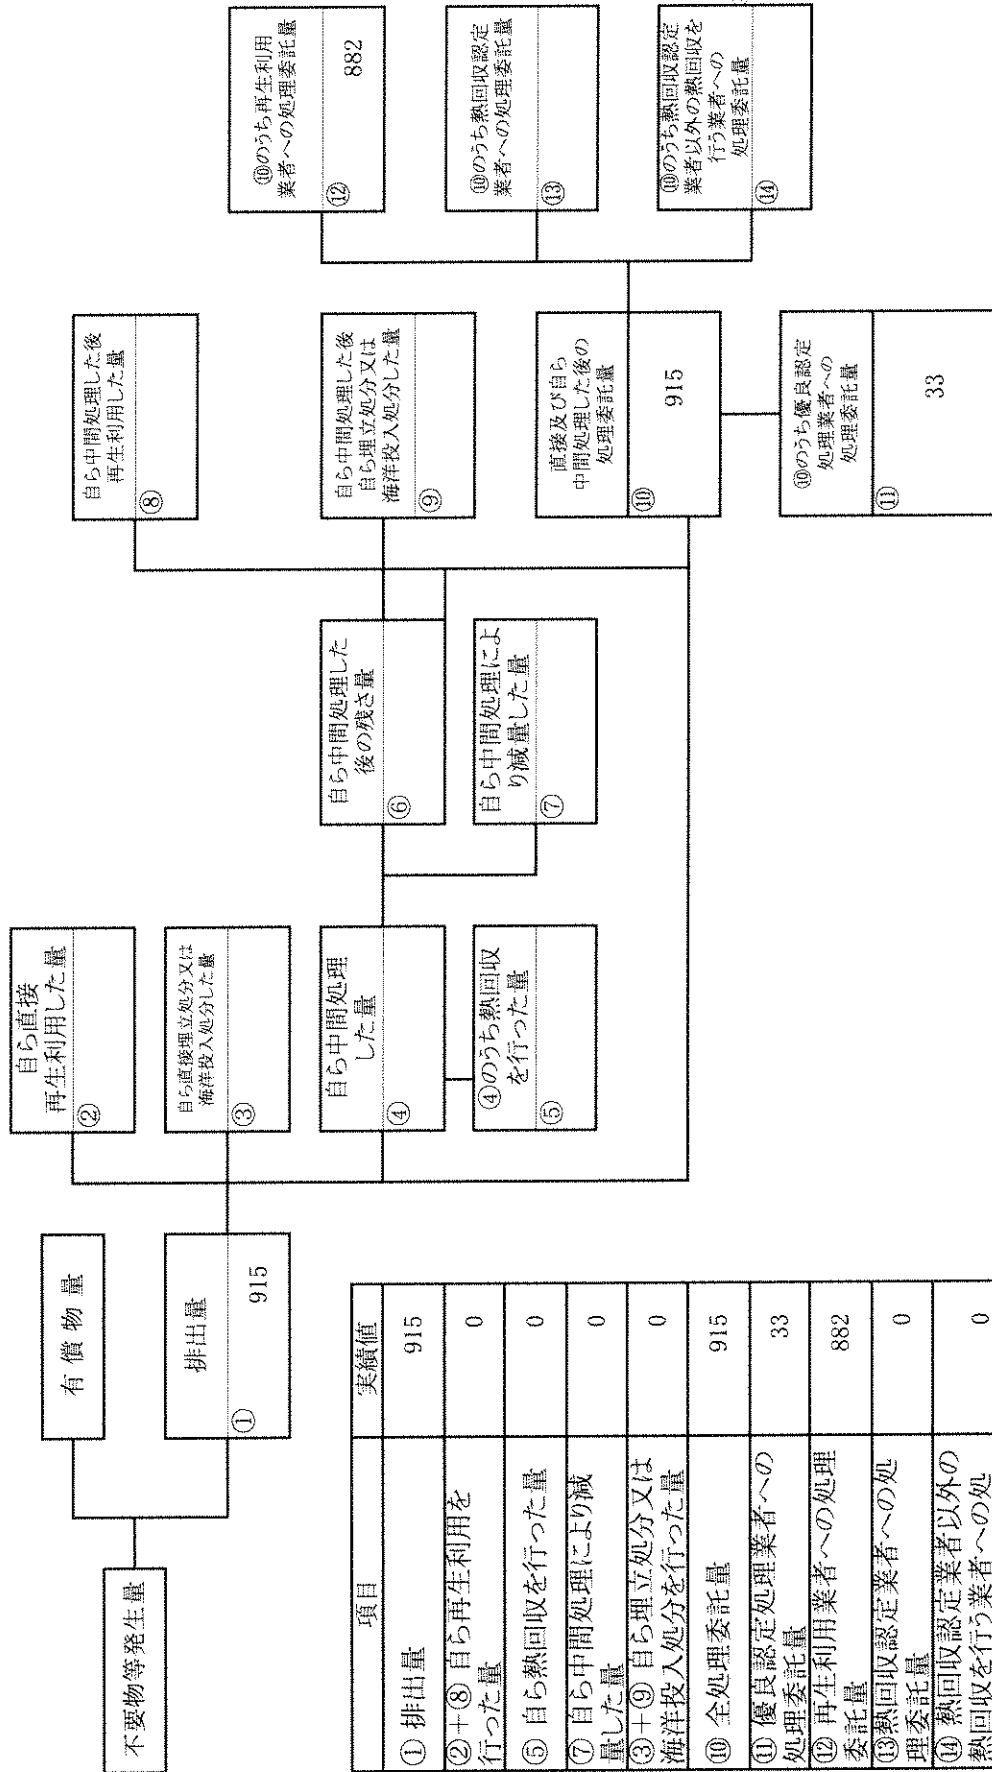 不要物等発生量
有償物量
排出量
①
915
自ら直接
再生利用した量
②
自ら直接埋立処分又は
海洋投入処分した量
③
自ら中間処理
した量
④
④のうち熱回収
を行った量
⑤
自ら中間処理した
後の残さ量
⑥
自ら中間処理によ
り減量した量
⑦
自ら中間処理した後
再生利用した量
⑧
自ら中間処理した後
自ら埋立処分又は
海洋投入処分した量
⑨
直接及び自ら
中間処理した後の
処理委託量
⑩
915
⑩のうち優良認定
処理業者への
処理委託量
⑪
33
⑩のうち再生利用
業者への処理委託量
⑫
882
⑩のうち熱回収認定
業者への処理委託量
⑬
⑩のうち熱回収認定
業者以外の熱回収を
行う業者への
処理委託量
⑭
項目 実績値
① 排出量 915
②+⑧ 自ら再生利用を
行った量 0
⑤ 自ら熱回収を行った量 0
⑦ 自ら中間処理により減
量した量 0
③+⑨ 自ら埋立処分又は
海洋投入処分を行った量 0
⑩ 全処理委託量 915
⑪ 優良認定処理業者への
処理委託量 33
⑫ 再生利用業者への処理
委託量 882
⑬熱回収認定業者への処
理委託量 0
⑭ 熱回収認定業者以外の
熱回収を行う業者への処 0